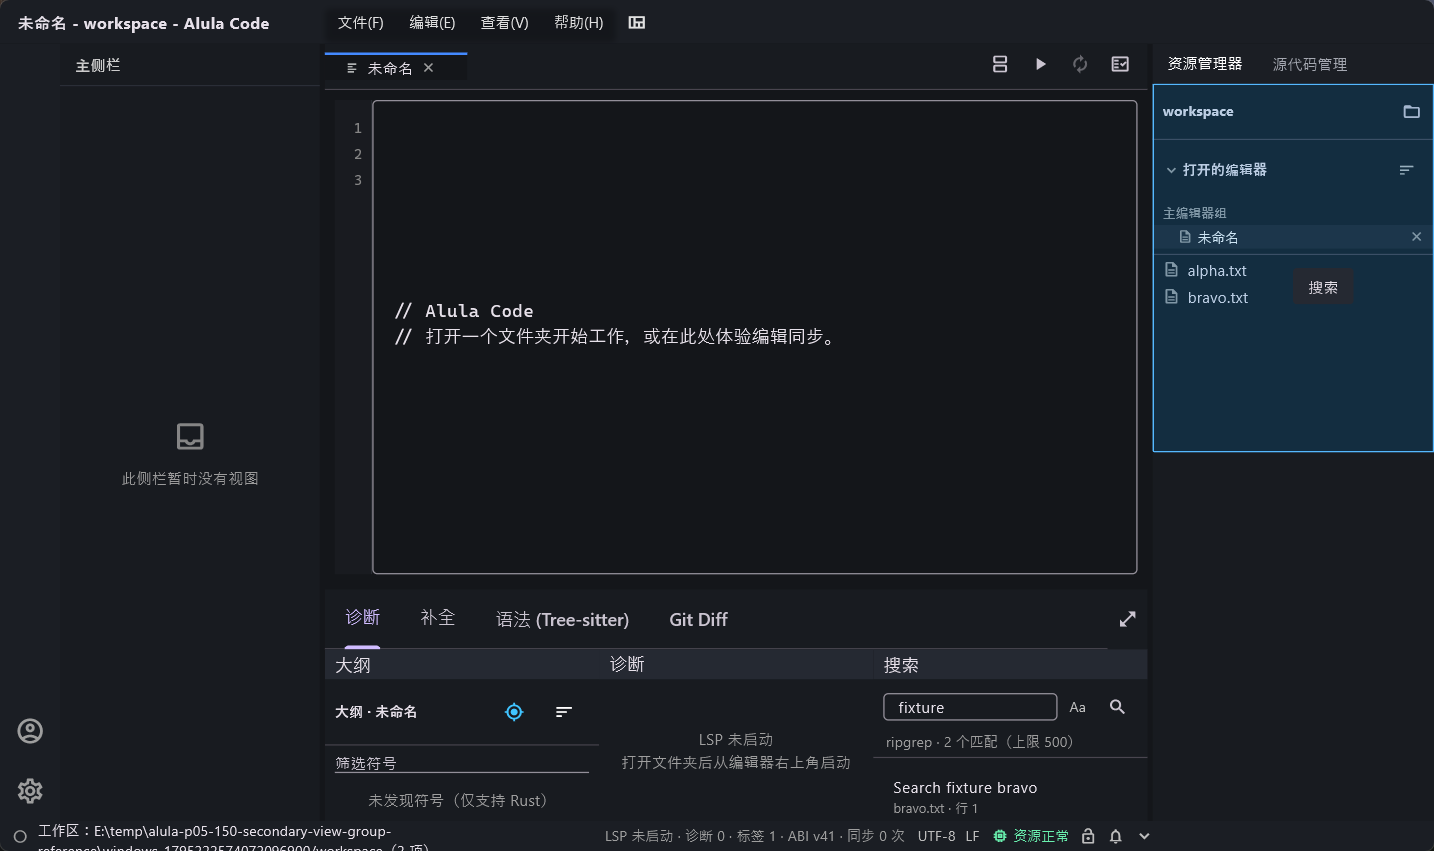 未命名 - workspace - Alula Code
文件(F) 编辑(E) 查看(V) 帮助(H)
主侧栏
未命名
资源管理器 源代码管理
workspace
打开的编辑器
主编辑器组
未命名
alpha.txt
bravo.txt
搜索
1
2
3
// Alula Code
// 打开一个文件夹开始工作，或在此处体验编辑同步。
此侧栏暂时没有视图
诊断 补全 语法 (Tree-sitter) Git Diff
大纲 诊断 搜索
大纲 · 未命名
筛选符号
未发现符号（仅支持 Rust）
LSP 未启动
打开文件夹后从编辑器右上角启动
fixture
Aa
ripgrep · 2 个匹配（上限 500）
Search fixture bravo
bravo.txt · 行 1
工作区：E:\temp\alula-p05-150-secondary-view-group-
LSP 未启动 · 诊断 0 · 标签 1 · ABI v41 · 同步 0 次 UTF-8 LF 资源正常